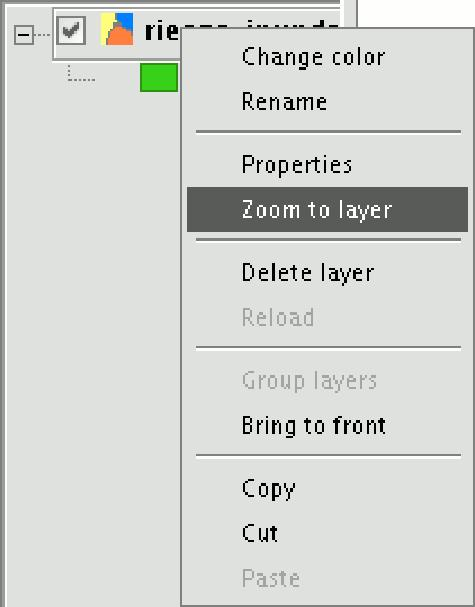 Change color
Rename
Properties
Zoom to layer
Delete layer
Reload
Group layers
Bring to front
Copy
Cut
Paste